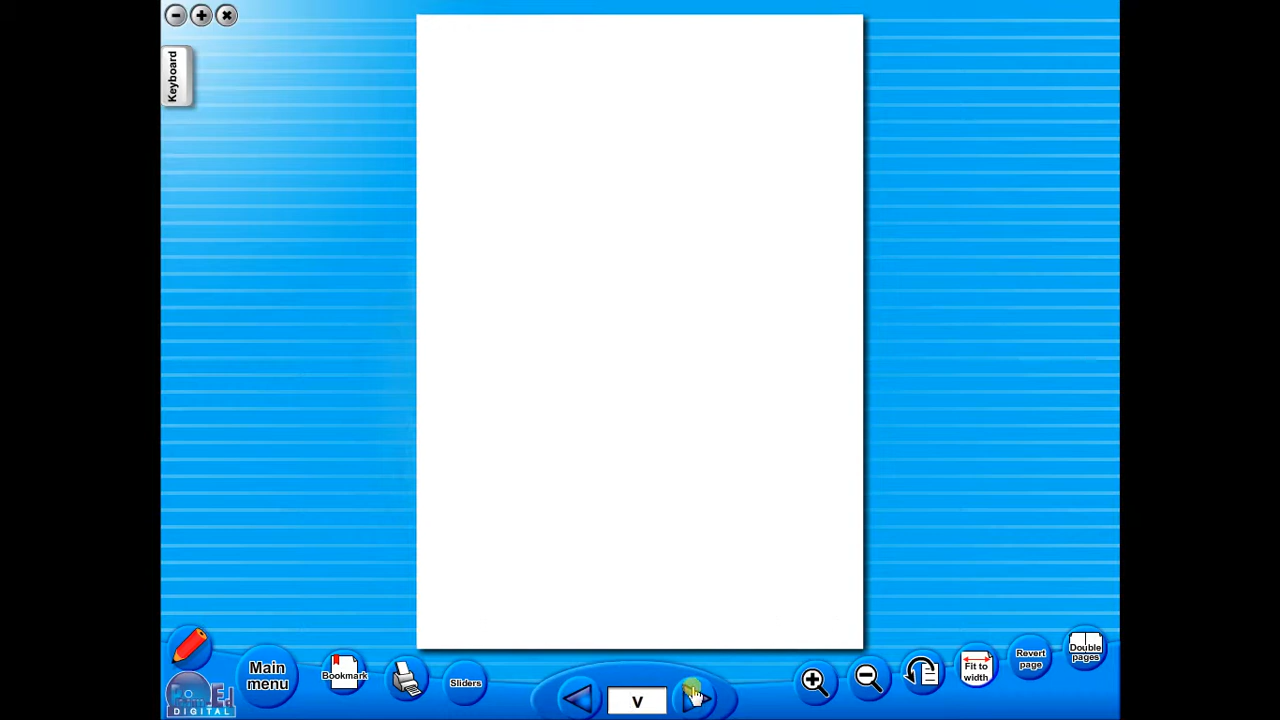 Keyboard
Main
menu
Bookmark
Sliders
v
Fit to
width
Revert
page
Double
pages
DIGITAL